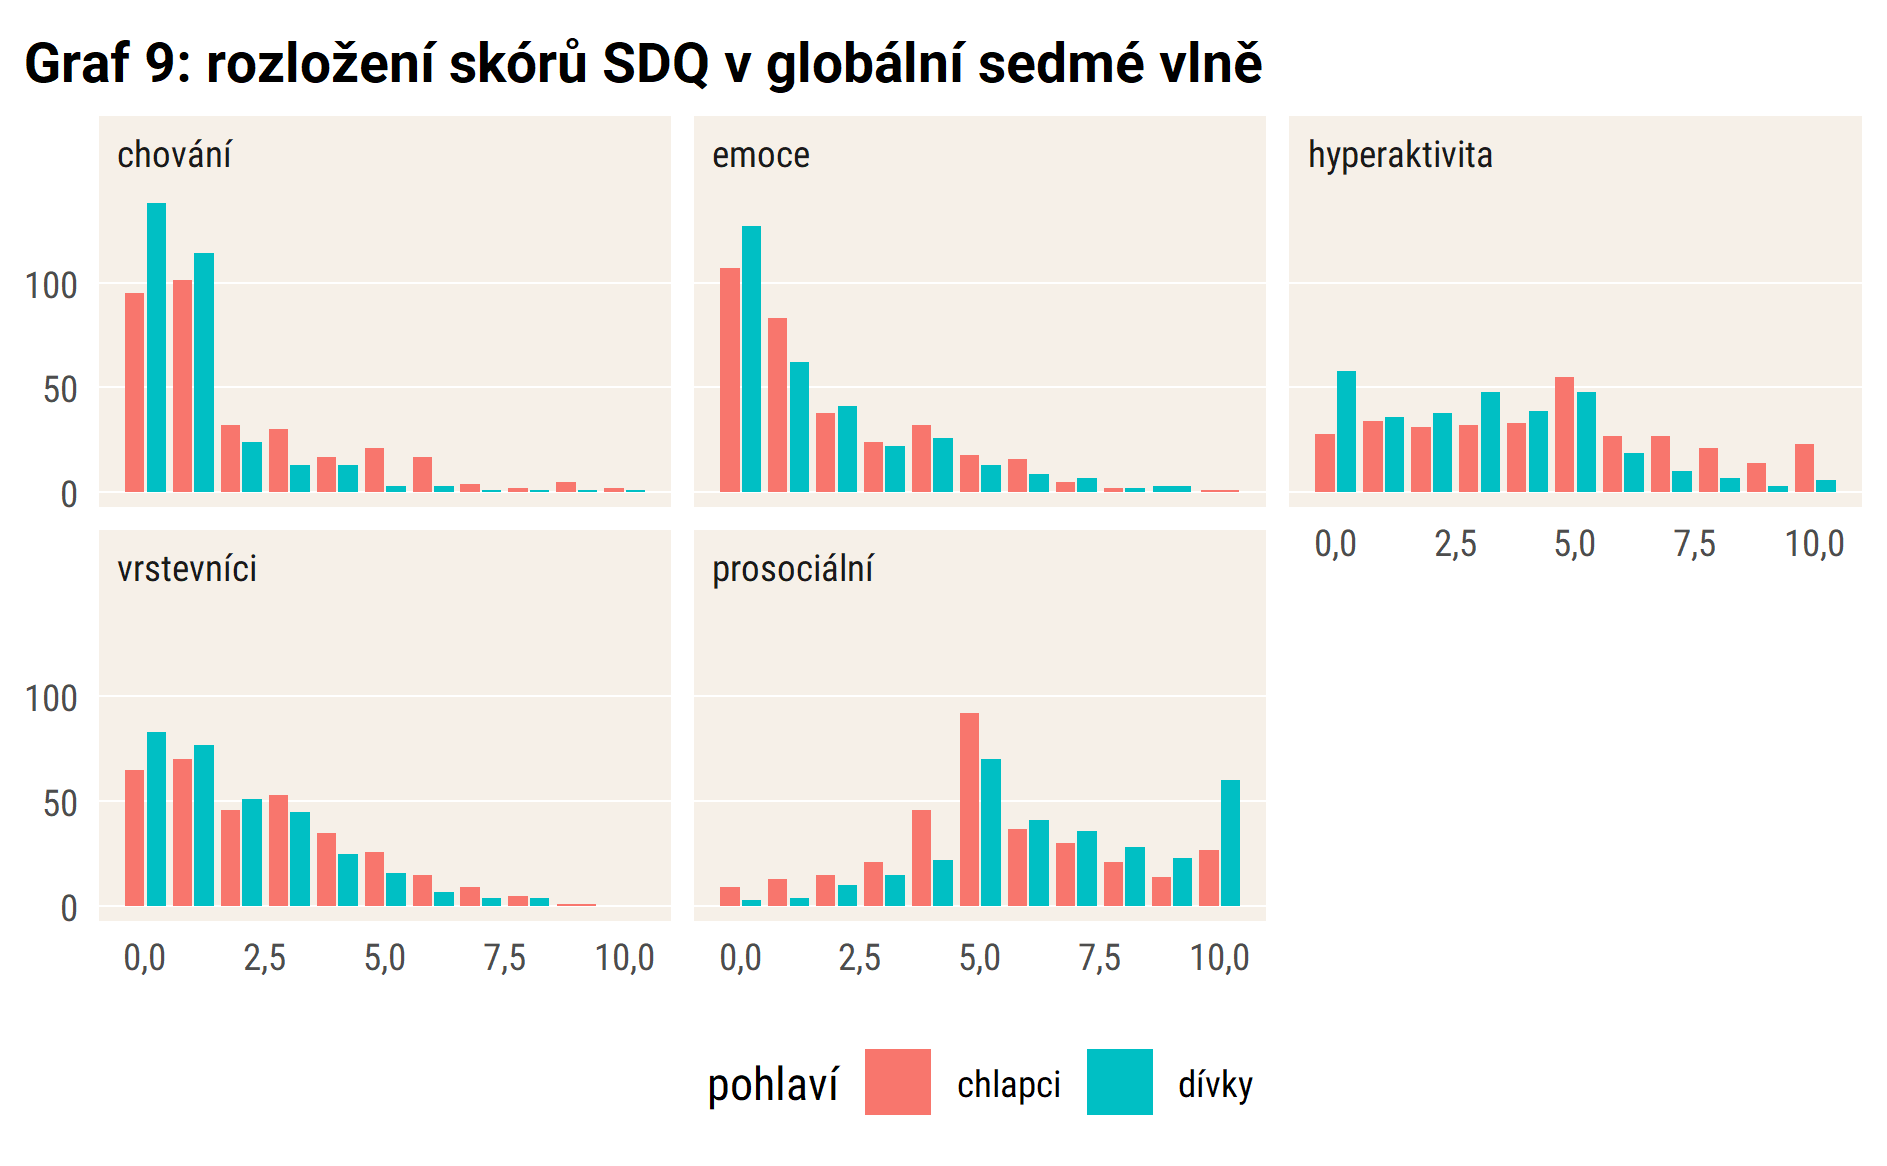 Graf 9: rozložení skórů SDQ v globální sedmé vlně
chování
emoce
hyperaktivita
100
50
0
0,0 2,5 5,0 7,5 10,0
vrstevníci
prosociální
100
50
0
0,0 2,5 5,0 7,5 10,0
0,0 2,5 5,0 7,5 10,0
pohlaví chlapci dívky